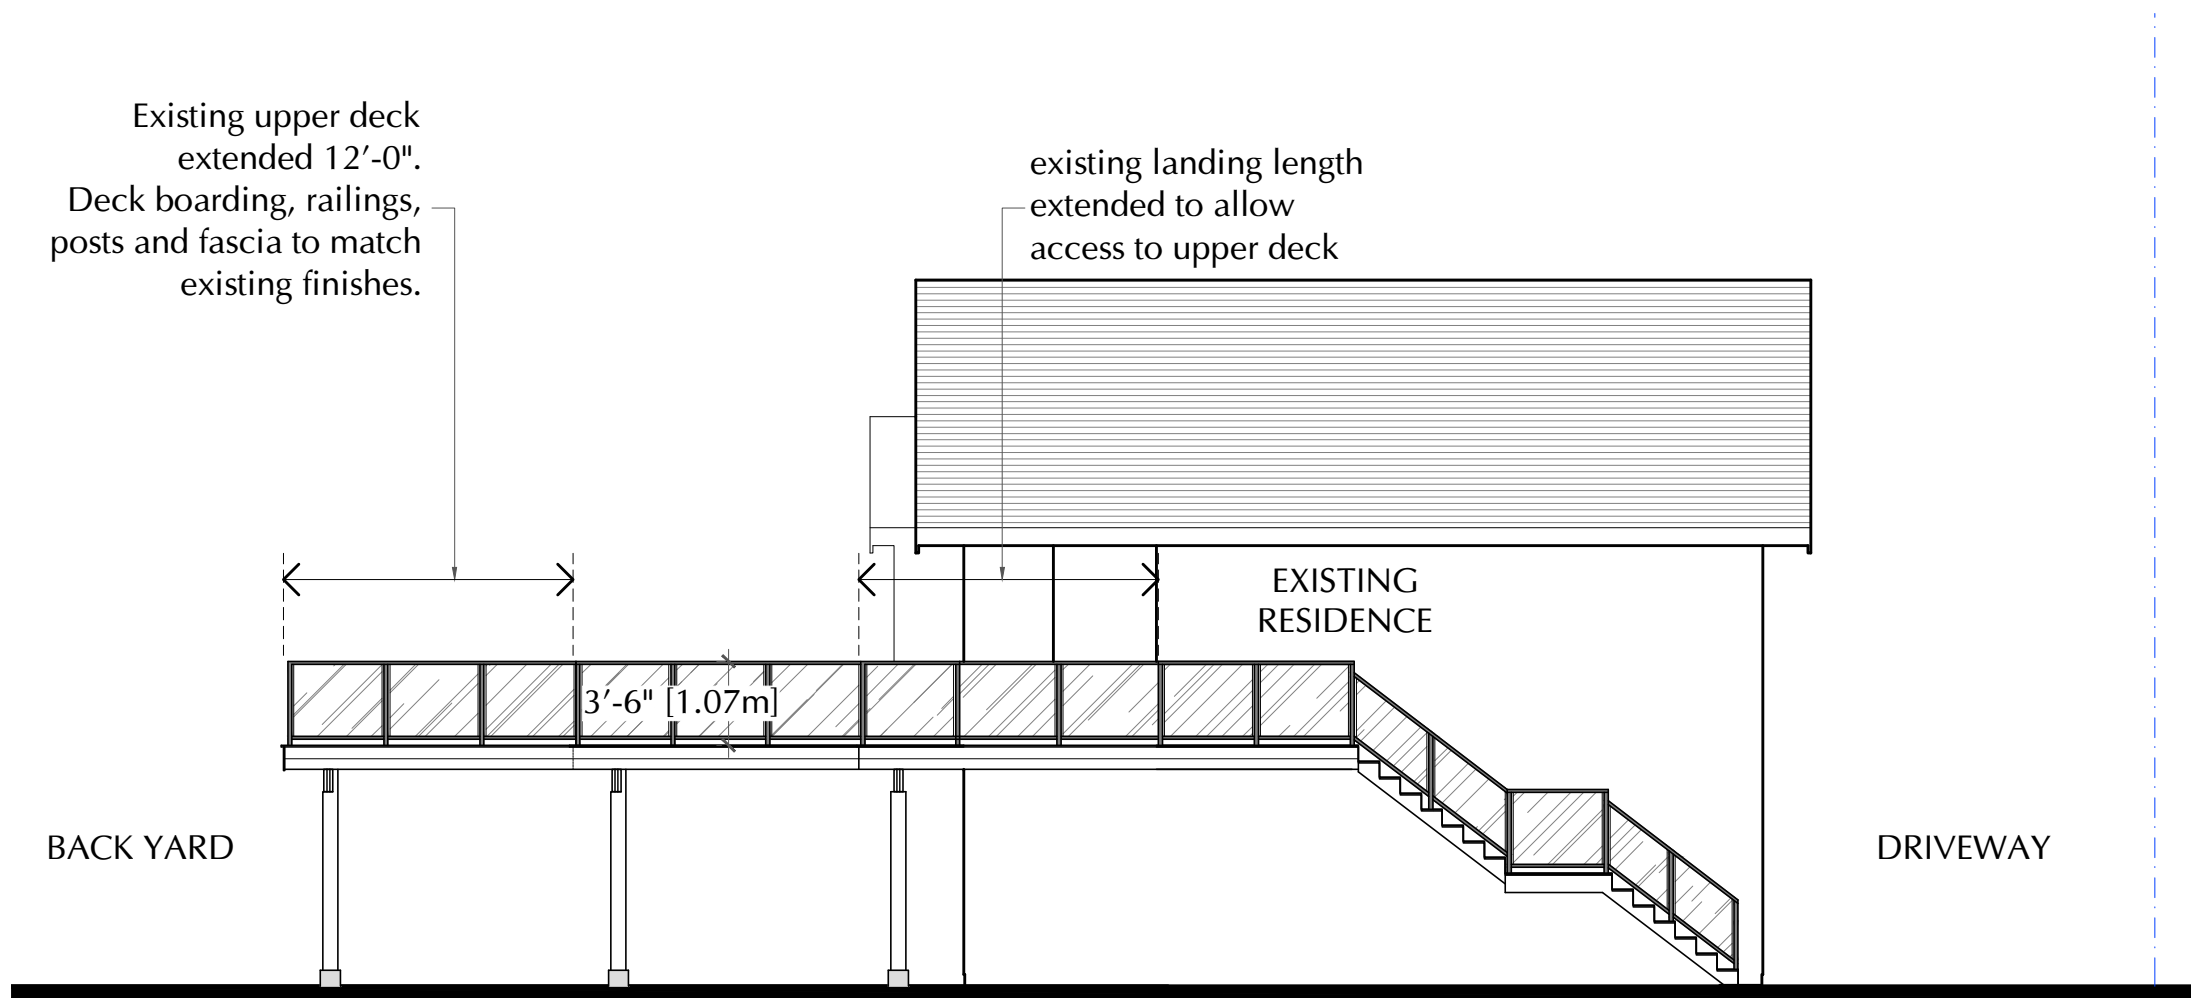 Existing upper deck
extended 12’-0".
Deck boarding, railings,
posts and fascia to match
existing finishes.
existing landing length
extended to allow
access to upper deck
EXISTING
RESIDENCE
3’-6" [1.07m]
BACK YARD
DRIVEWAY